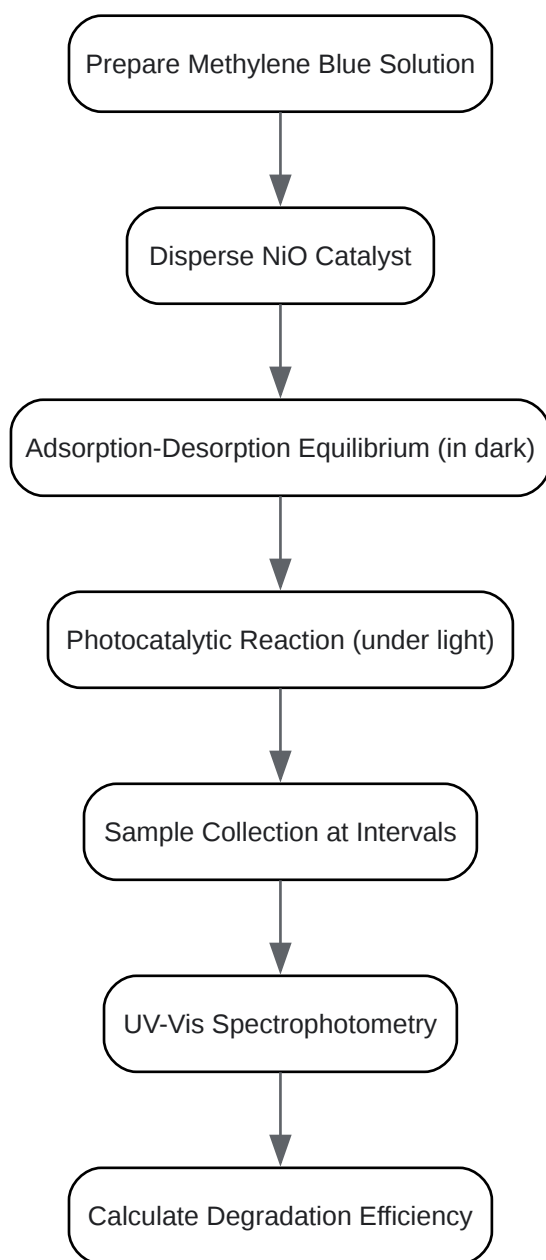 Prepare Methylene Blue Solution
Disperse NiO Catalyst
Adsorption-Desorption Equilibrium (in dark)
Photocatalytic Reaction (under light)
Sample Collection at Intervals
UV-Vis Spectrophotometry
Calculate Degradation Efficiency